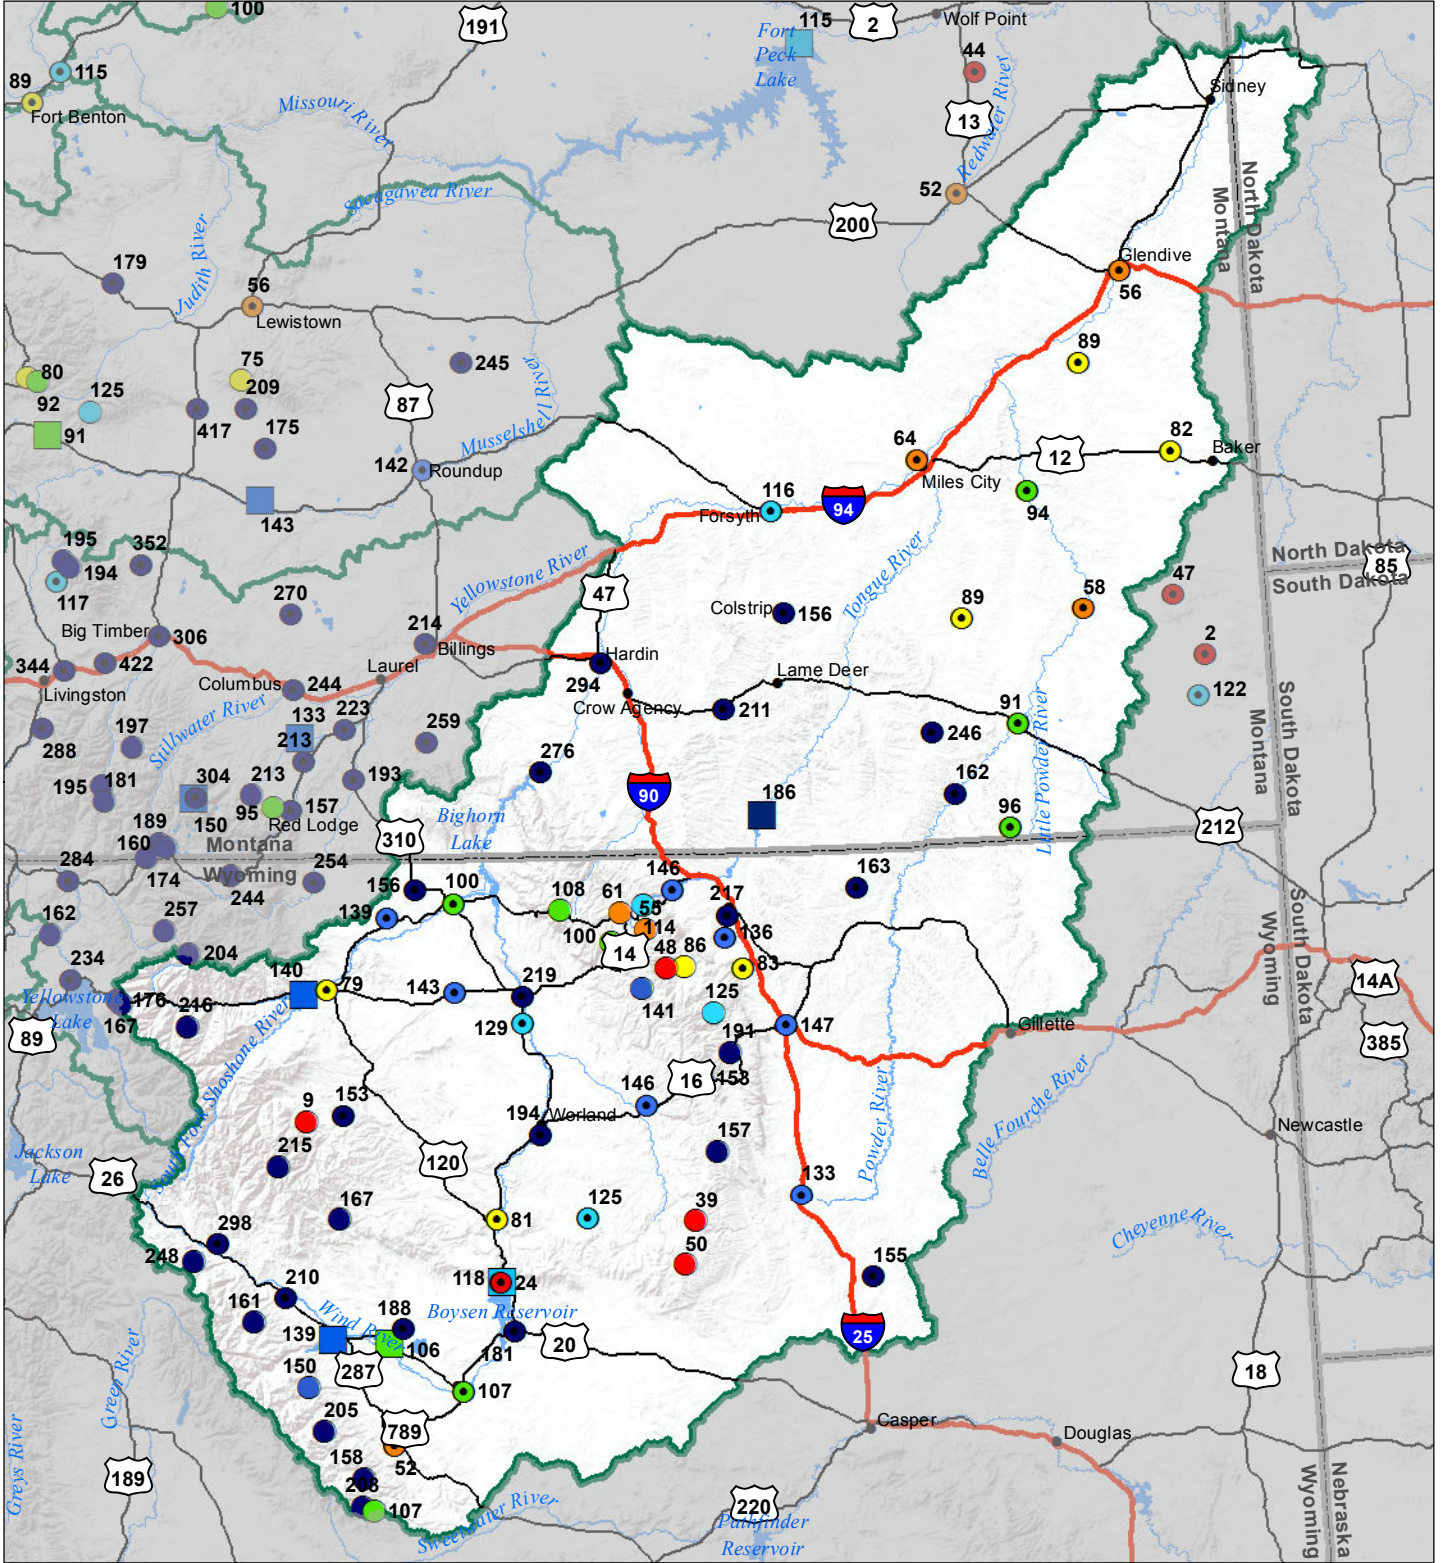 100
191
115
2
Wolf Point
Fort
Peck
Lake
44
89
115
Fort Benton
Missouri River
Sidney
13
Redwater River
Sacagawea River
52
200
North Dakota
Montana
Judith River
179
56
Lewistown
Glendive
56
80
92
125
91
75
209
417
175
245
87
Musselshell River
142
Roundup
143
89
82
Baker
64
12
Miles City
94
116
Forsyth
94
195
194
352
117
270
Yellowstone River
47
Tongue River
North Dakota
South Dakota
85
Colstrip
156
89
58
47
2
122
Big Timber
306
214
Billings
Laurel
344
422
Livingston
Columbus
244
Hardin
294
Crow Agency
Lame Deer
211
91
246
Little Powder River
South Dakota
Montana
288
197
Stillwater River
133
213
223
259
193
195
181
304
150
213
95
157
Red Lodge
276
90
186
162
96
212
189
160
174
Montana
Wyoming
244
254
284
310
Bighorn
Lake
156
139
100
108
61
55
114
100
14
146
217
136
163
48
86
83
141
125
162
257
204
234
Yellowstone
Lake
176
167
216
140
79
143
219
129
South Fork Shoshone River
89
191
153
16
147
Gillette
South Dakota
Wyoming
14A
385
9
153
215
194
Worland
146
157
Powder River
Belle Fourche River
Newcastle
Jackson
Lake
26
120
167
81
125
39
50
133
155
Cheyenne River
298
248
210
161
118
24
Boysen Reservoir
Wind River
188
139
106
287
181
20
25
18
150
107
205
789
52
158
208
107
Green River
Greys River
189
Sweetwater River
220
Pathfinder
Reservoir
Casper
Douglas
Nebraska
Wyoming